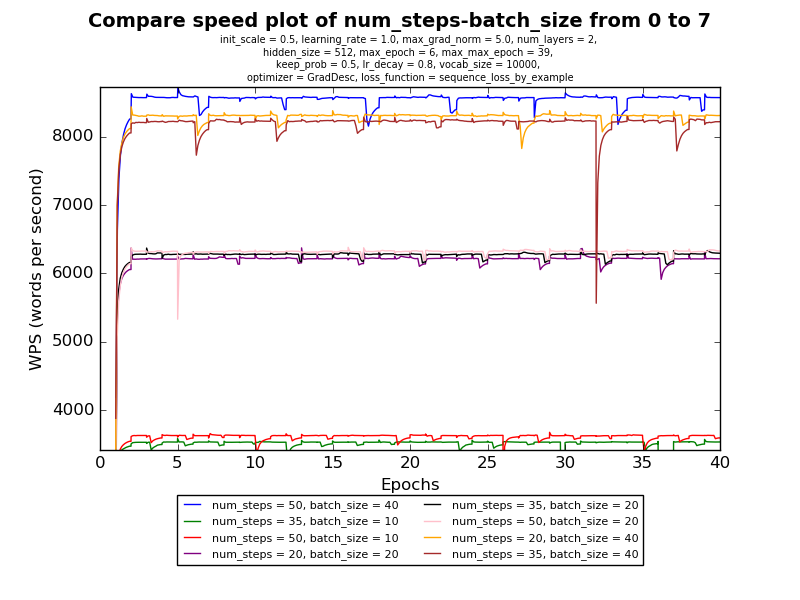 Compare speed plot of num_steps-batch_size from 0 to 7
init_scale = 0.5, learning_rate = 1.0, max_grad_norm = 5.0, num_layers = 2,
hidden_size = 512, max_epoch = 6, max_max_epoch = 39,
keep_prob = 0.5, lr_decay = 0.8, vocab_size = 10000,
optimizer = GradDesc, loss_function = sequence_loss_by_example
WPS (words per second)
8000
7000
6000
5000
4000
0 5 10 15 20 25 30 35 40
Epochs
num_steps = 50, batch_size = 40
num_steps = 35, batch_size = 10
num_steps = 50, batch_size = 10
num_steps = 20, batch_size = 20
num_steps = 35, batch_size = 20
num_steps = 50, batch_size = 20
num_steps = 20, batch_size = 40
num_steps = 35, batch_size = 40